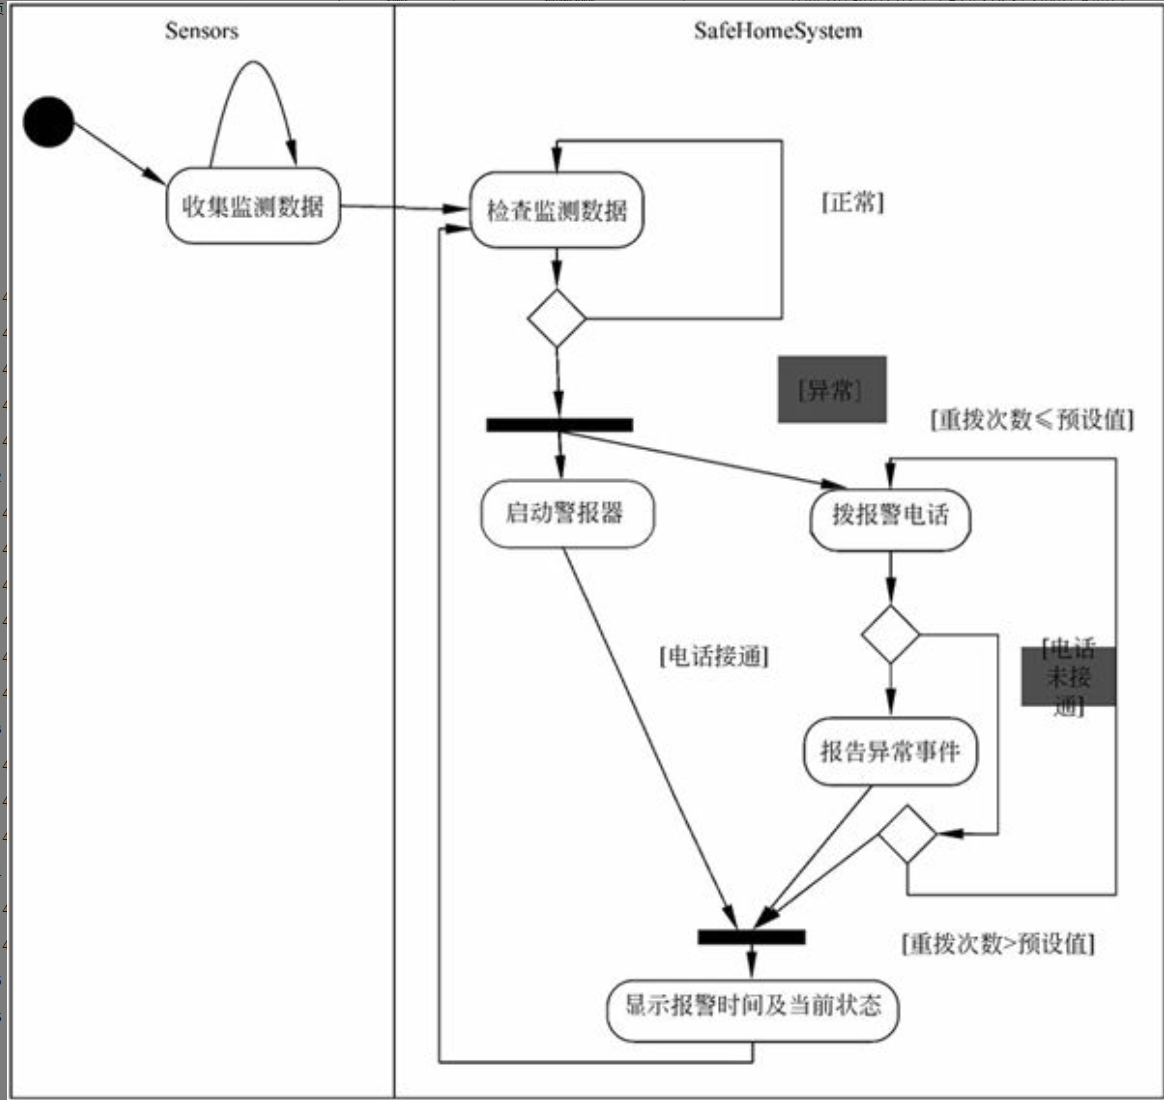 Sensors
SafeHomeSystem
收集监测数据
检查监测数据
[正常]
[异常]
[重拨次数≤预设值]
启动警报器
拨报警电话
[电话接通]
[电话
未接
通]
报告异常事件
[重拨次数>预设值]
显示报警时间及当前状态